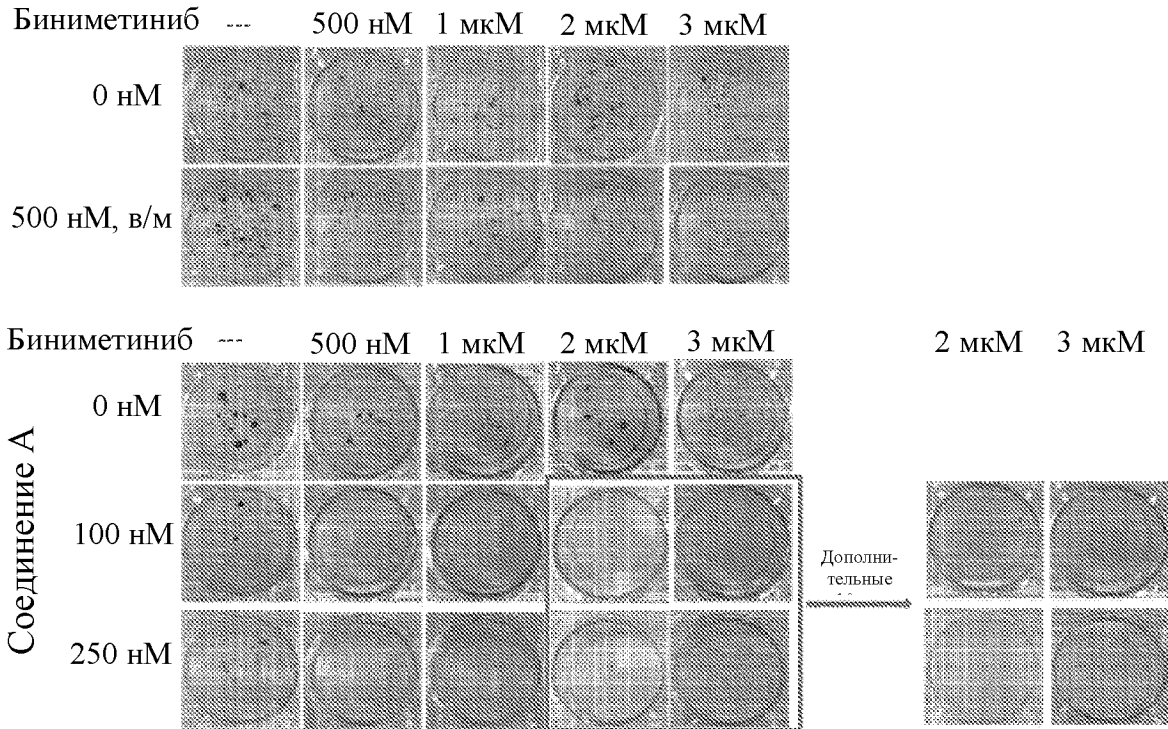 Биниметиниб --- 500 нМ 1 мкМ 2 мкМ 3 мкМ
0 нМ
500 нМ, в/м
Биниметиниб --- 500 нМ 1 мкМ 2 мкМ 3 мкМ 2 мкМ 3 мкМ
Соединение А
0 нМ
100 нМ
Дополни-
тельные
250 нМ